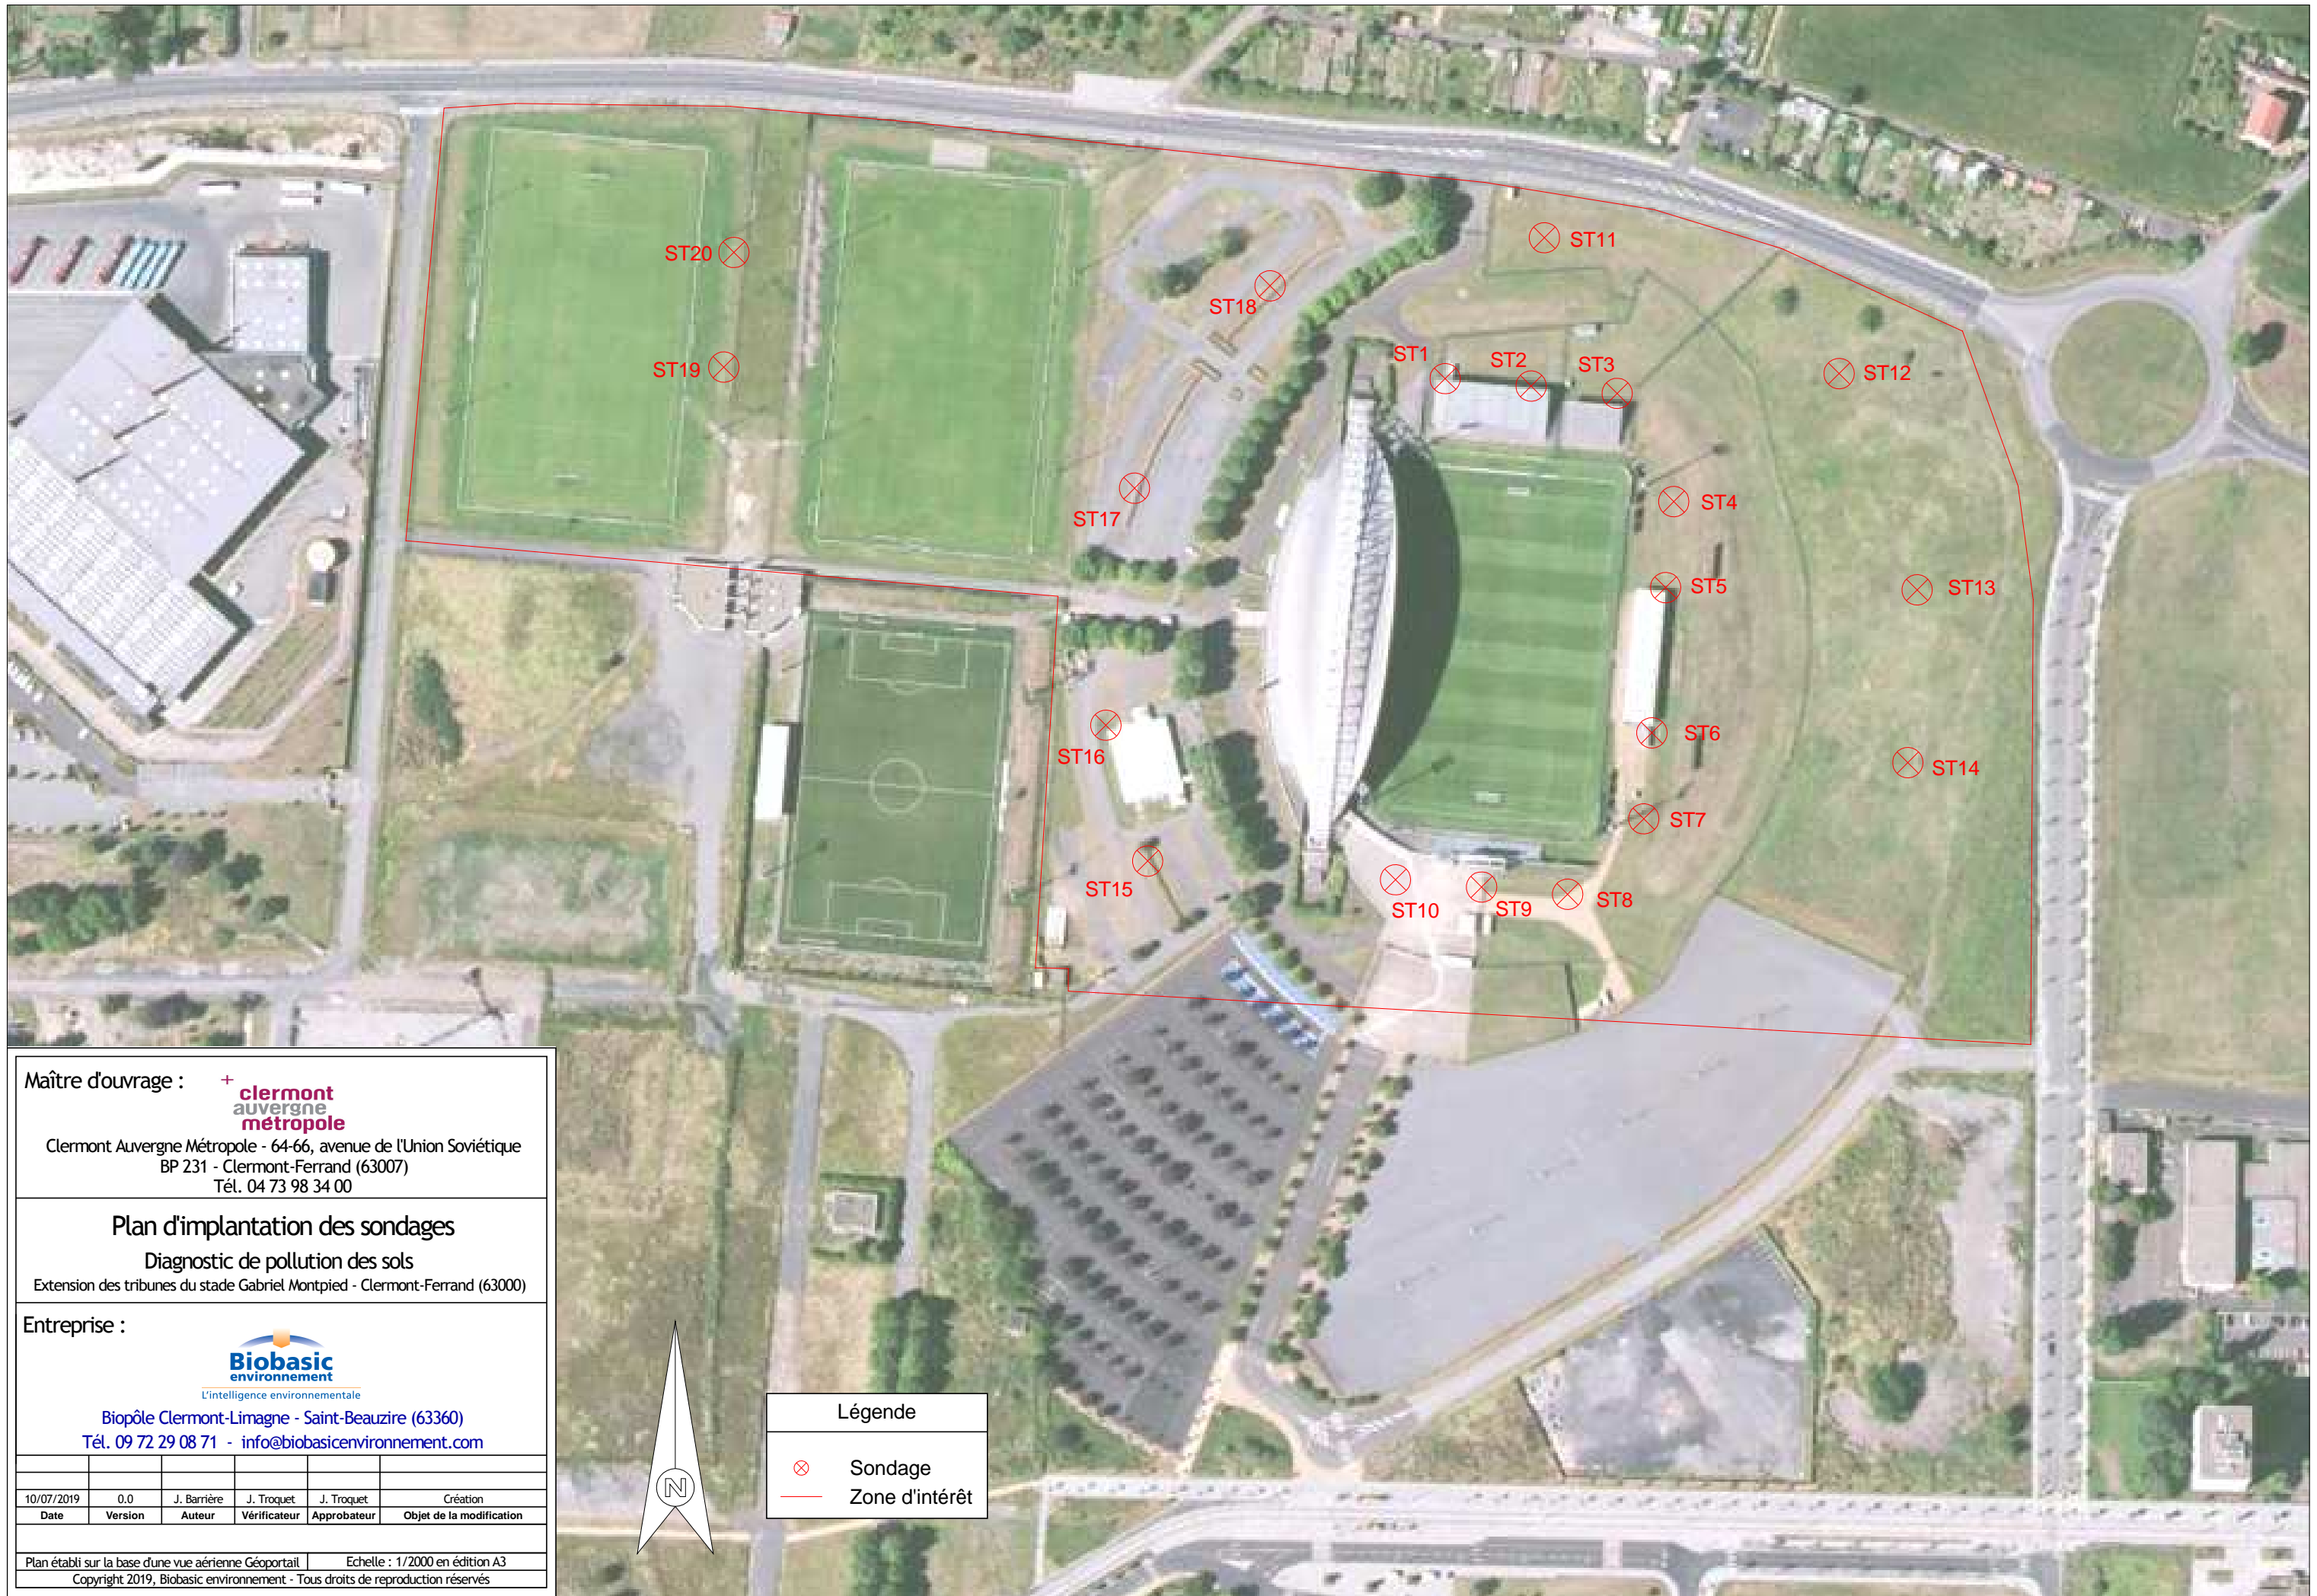 ST11
ST20
ST18
ST1
ST2
ST3
ST12
ST19
ST4
ST17
ST5
ST13
ST16
ST6
ST14
ST7
ST15
ST10
ST9
ST8
Maître d'ouvrage :
+
clermont
auvergne
métropole
Clermont Auvergne Métropole - 64-66, avenue de l'Union Soviétique
BP 231 - Clermont-Ferrand (63007)
Tél. 04 73 98 34 00
Plan d'implantation des sondages
Diagnostic de pollution des sols
Extension des tribunes du stade Gabriel Montpied - Clermont-Ferrand (63000)
Entreprise :
Biobasic
environnement
L'intelligence environnementale
Biopôle Clermont-Limagne - Saint-Beauzire (63360)
Tél. 09 72 29 08 71 - info@biobasicenvironnement.com
10/07/2019 0.0 J. Barrière J. Troquet J. Troquet Création
Date Version Auteur Vérificateur Approbateur Objet de la modification
Plan établi sur la base d'une vue aérienne Géoportail Echelle : 1/2000 en édition A3
Copyright 2019, Biobasic environnement - Tous droits de reproduction réservés
N
Légende
Sondage
Zone d'intérêt